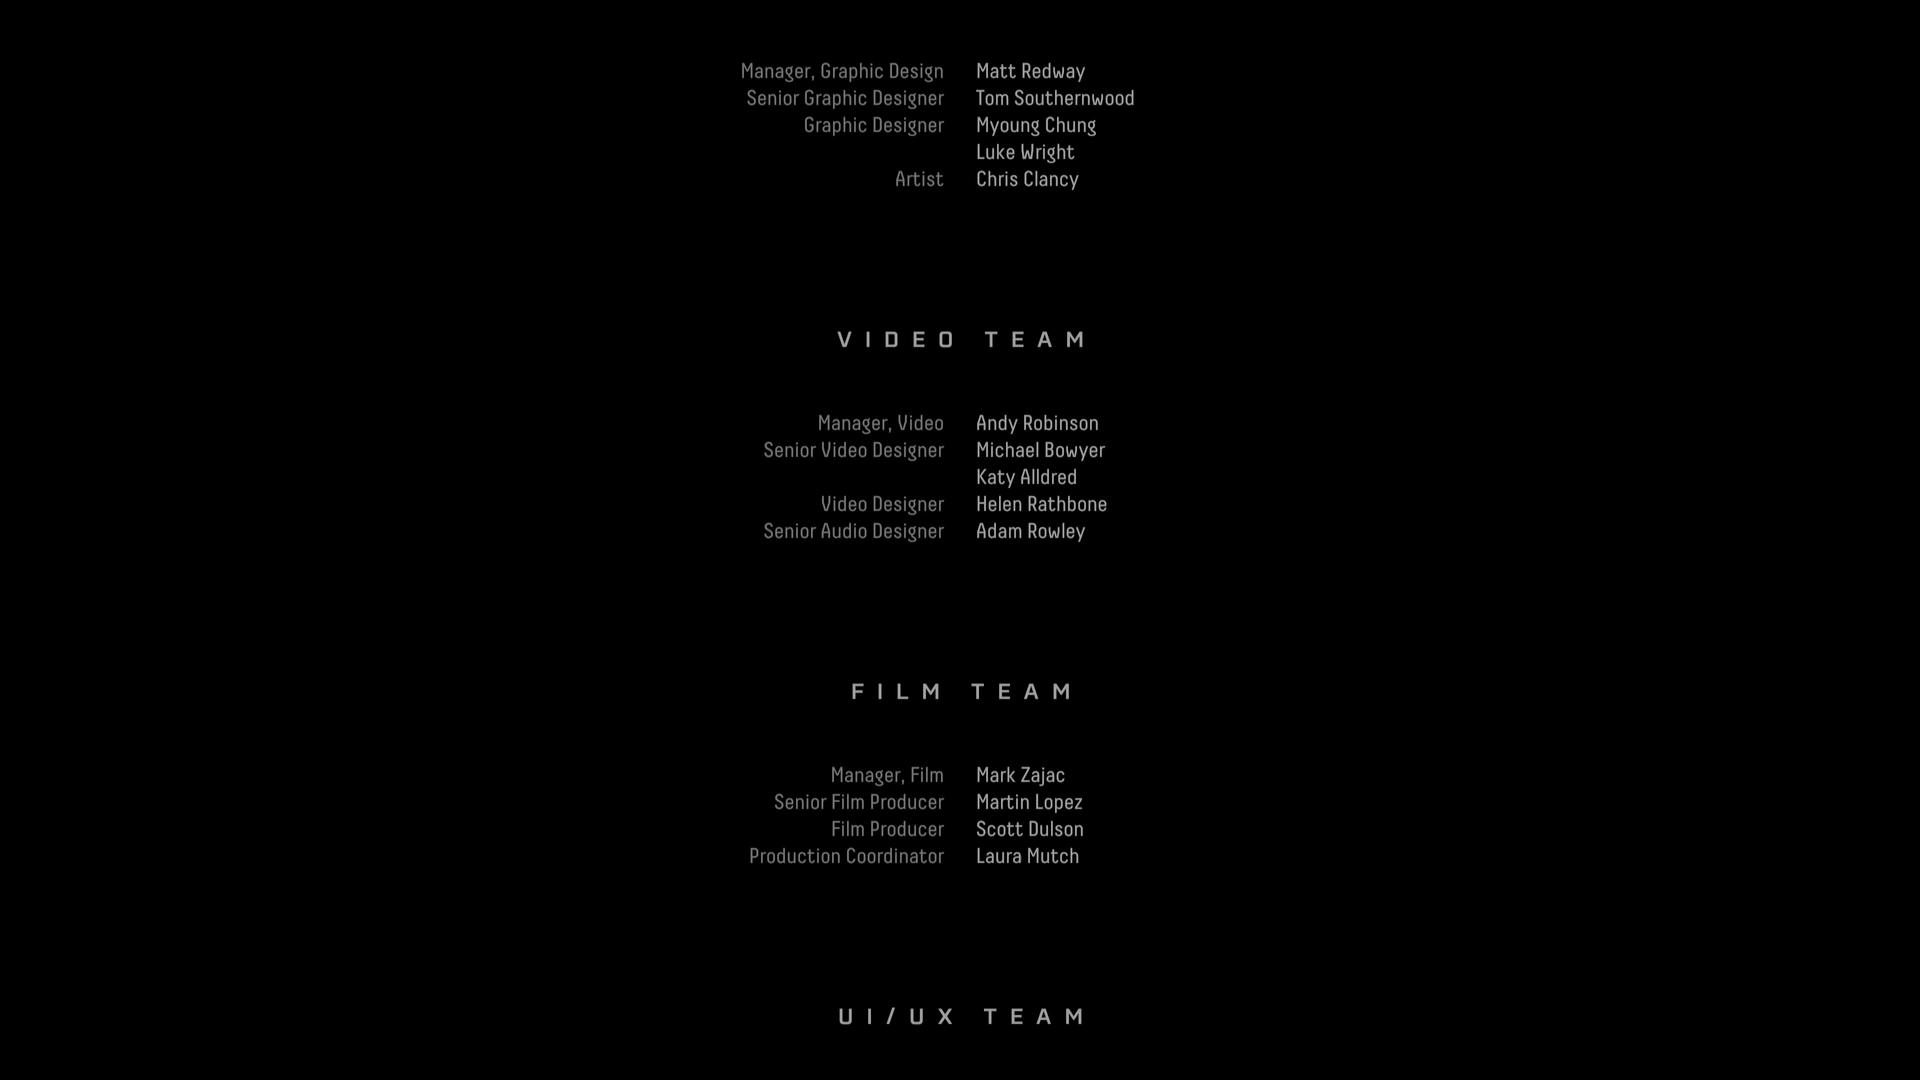 Manager, Graphic Design Matt Redway
Senior Graphic Designer Tom Southernwood
Graphic Designer Myoung Chung
Luke Wright
Artist Chris Clancy
VIDEO TEAM
Manager, Video Andy Robinson
Senior Video Designer Michael Bowyer
Katy Alldred
Video Designer Helen Rathbone
Senior Audio Designer Adam Rowley
FILM TEAM
Manager, Film Mark Zajac
Senior Film Producer Martin Lopez
Film Producer Scott Dulson
Production Coordinator Laura Mutch
UI/UX TEAM